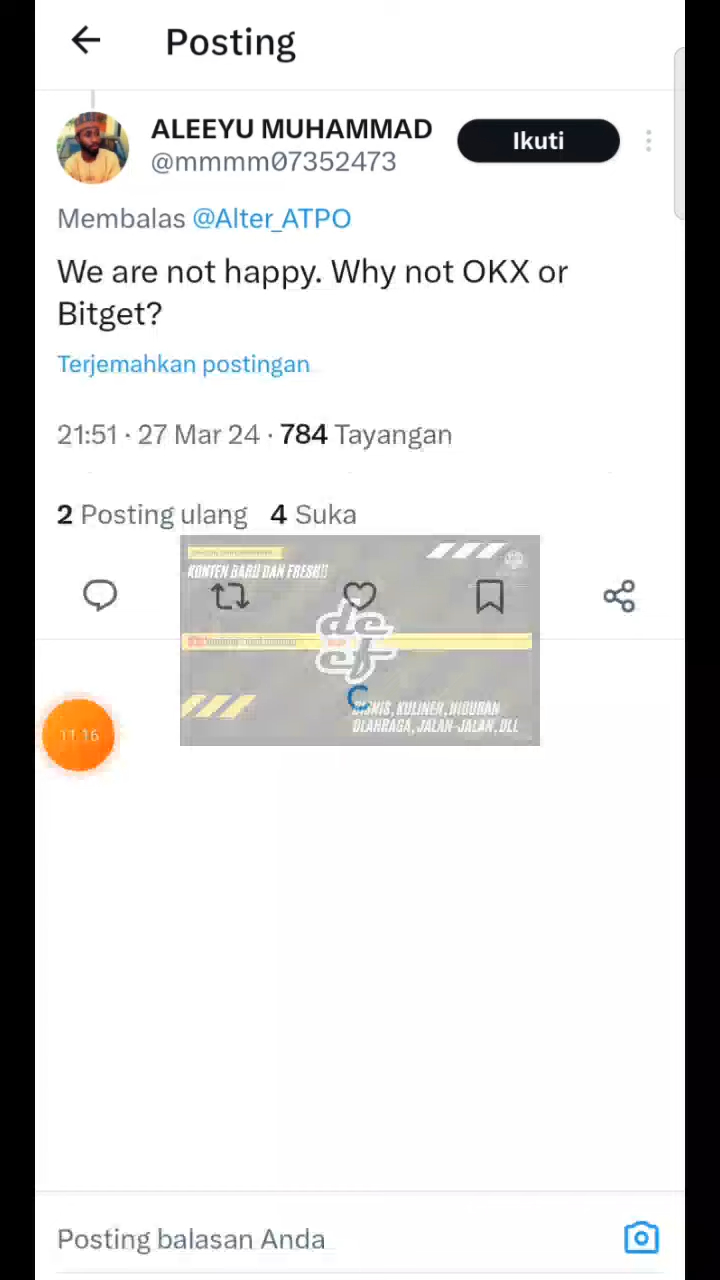 Posting
ALEEYU MUHAMMAD
Ikuti
@mmmm07352473
Membalas @Alter_ATPO
We are not happy. Why not OKX or
Bitget?
Terjemahkan postingan
21:51 · 27 Mar 24 · 784 Tayangan
2 Posting ulang 4 Suka
KONTEN BARU DAN FRESH!!
de
ef
BISNIS, KULINER, HIBURAN
OLAHRAGA, JALAN-JALAN, DLL
11:16
Posting balasan Anda